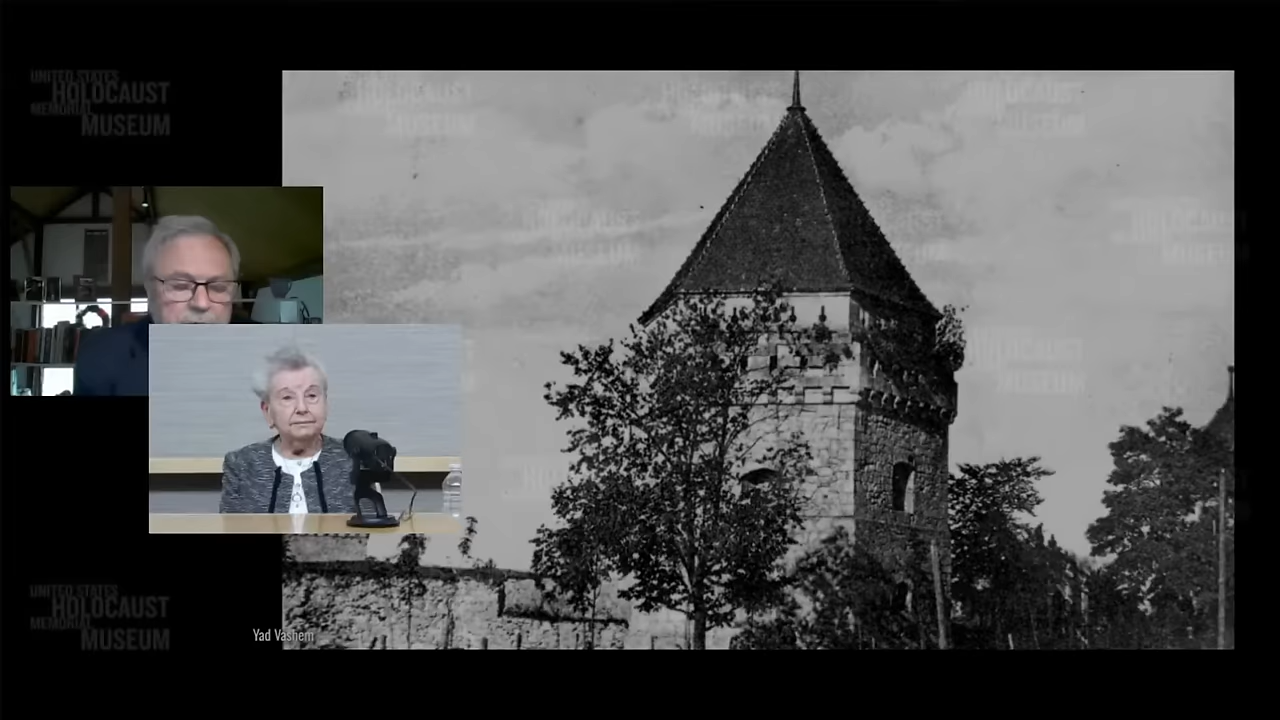 UNITED STATES
HOLOCAUST
MEMORIAL
MUSEUM
UNITED STATES
HOLOCAUST
MEMORIAL
MUSEUM
Yad Vashem